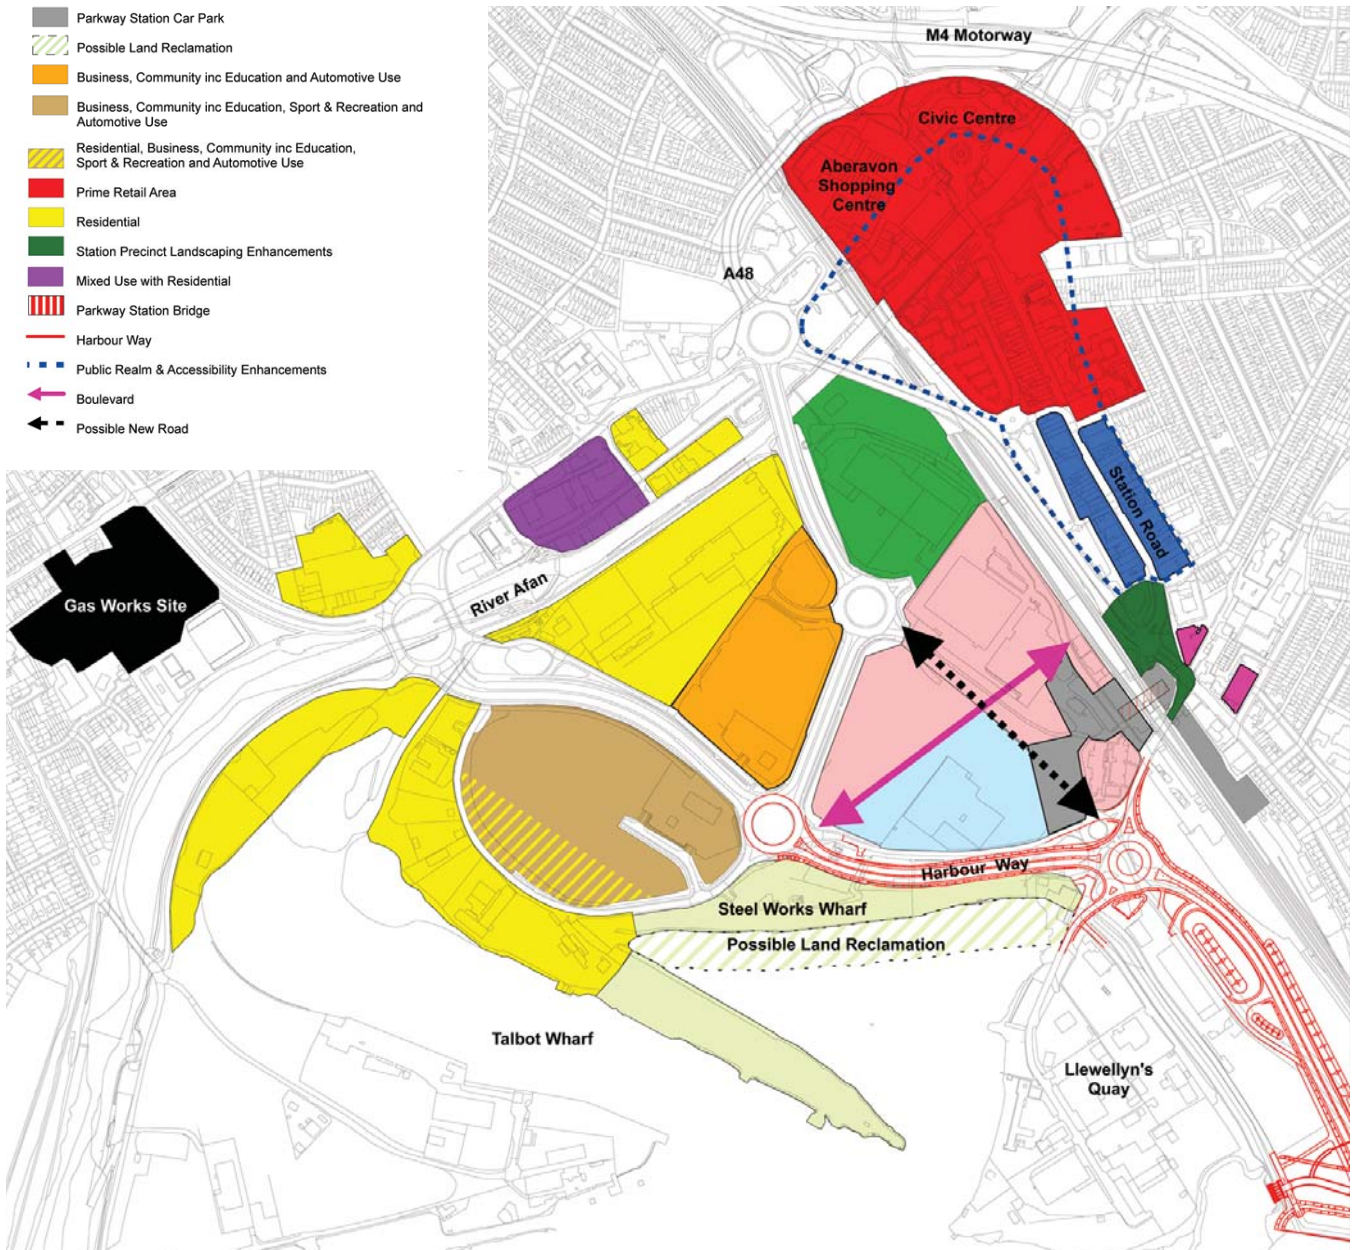 Parkway Station Car Park
Possible Land Reclamation
Business, Community inc Education and Automotive Use
Business, Community inc Education, Sport & Recreation and
Automotive Use
Residential, Business, Community inc Education,
Sport & Recreation and Automotive Use
Prime Retail Area
Residential
Station Precinct Landscaping Enhancements
Mixed Use with Residential
Parkway Station Bridge
Harbour Way
Public Realm & Accessibility Enhancements
Boulevard
Possible New Road
M4 Motorway
Civic Centre
Aberavon
Shopping
Centre
A48
Station Road
River Afan
Gas Works Site
Harbour Way
Steel Works Wharf
Possible Land Reclamation
Talbot Wharf
Llewellyn's
Quay